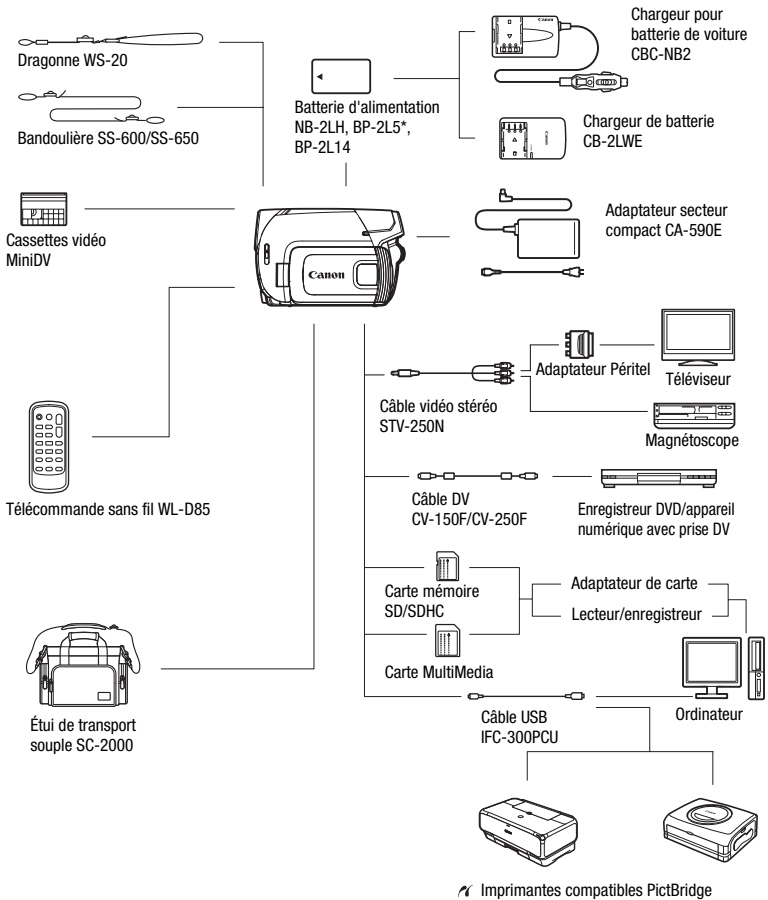 Dragonne WS-20
Bandoulière SS-600/SS-650
Cassettes vidéo
MiniDV
Télécommande sans fil WL-D85
Étui de transport
souple SC-2000
Batterie d'alimentation
NB-2LH, BP-2L5*,
BP-2L14
Canon
Chargeur pour
batterie de voiture
CBC-NB2
Chargeur de batterie
CB-2LWE
Adaptateur secteur
compact CA-590E
Canon
Câble vidéo stéréo
STV-250N
Adaptateur Péritel
Téléviseur
Magnétoscope
Câble DV
CV-150F/CV-250F
Enregistreur DVD/appareil
numérique avec prise DV
Carte mémoire
SD/SDHC
Carte MultiMedia
Adaptateur de carte
Lecteur/enregistreur
Ordinateur
Câble USB
IFC-300PCU
Imprimantes compatibles PictBridge